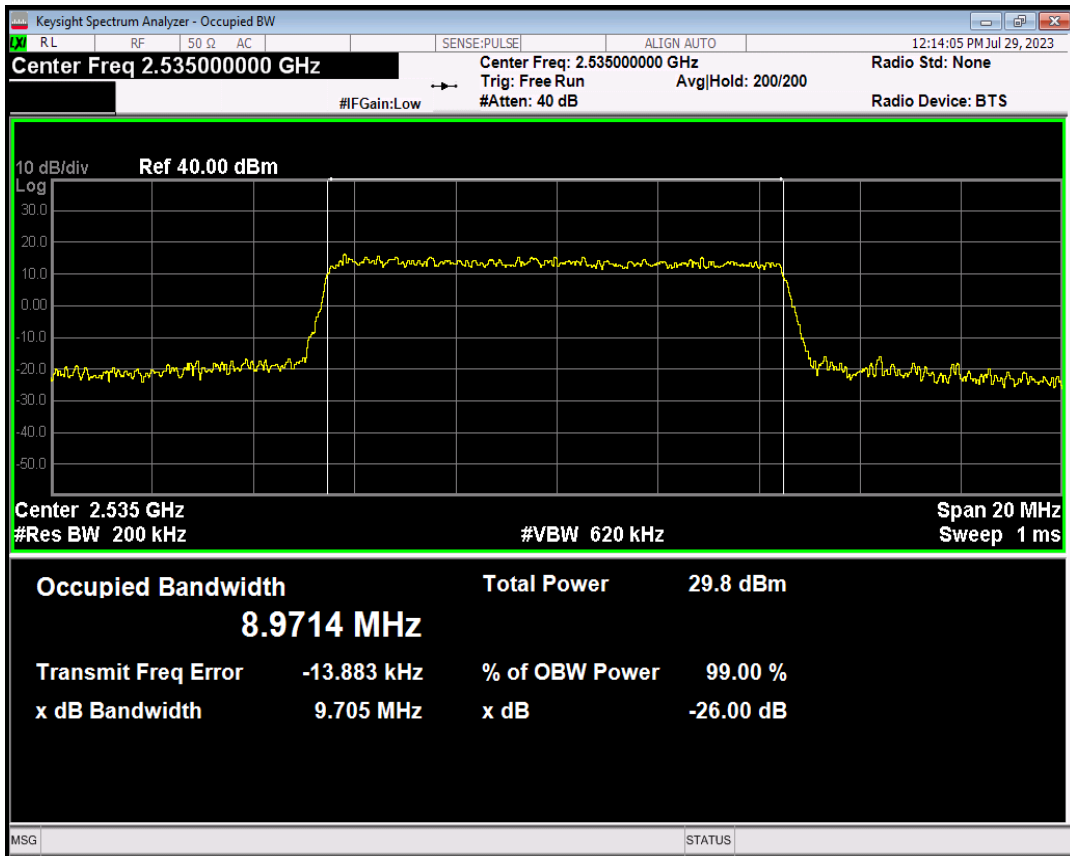 Keysight Spectrum Analyzer - Occupied BW
LXI RL RF 50 Ω AC SENSE:PULSE ALIGN AUTO 12:14:05 PM Jul 29, 2023
Center Freq 2.535000000 GHz
Center Freq: 2.535000000 GHz
Radio Std: None
Trig: Free Run Avg|Hold: 200/200
#IFGain:Low #Atten: 40 dB Radio Device: BTS
10 dB/div Ref 40.00 dBm
Log
30.0
20.0
10.0
0.00
-10.0
-20.0
-30.0
-40.0
-50.0
Center 2.535 GHz Span 20 MHz
#Res BW 200 kHz #VBW 620 kHz Sweep 1 ms
Occupied Bandwidth Total Power 29.8 dBm
8.9714 MHz
Transmit Freq Error -13.883 kHz % of OBW Power 99.00 %
x dB Bandwidth 9.705 MHz x dB -26.00 dB
MSG STATUS